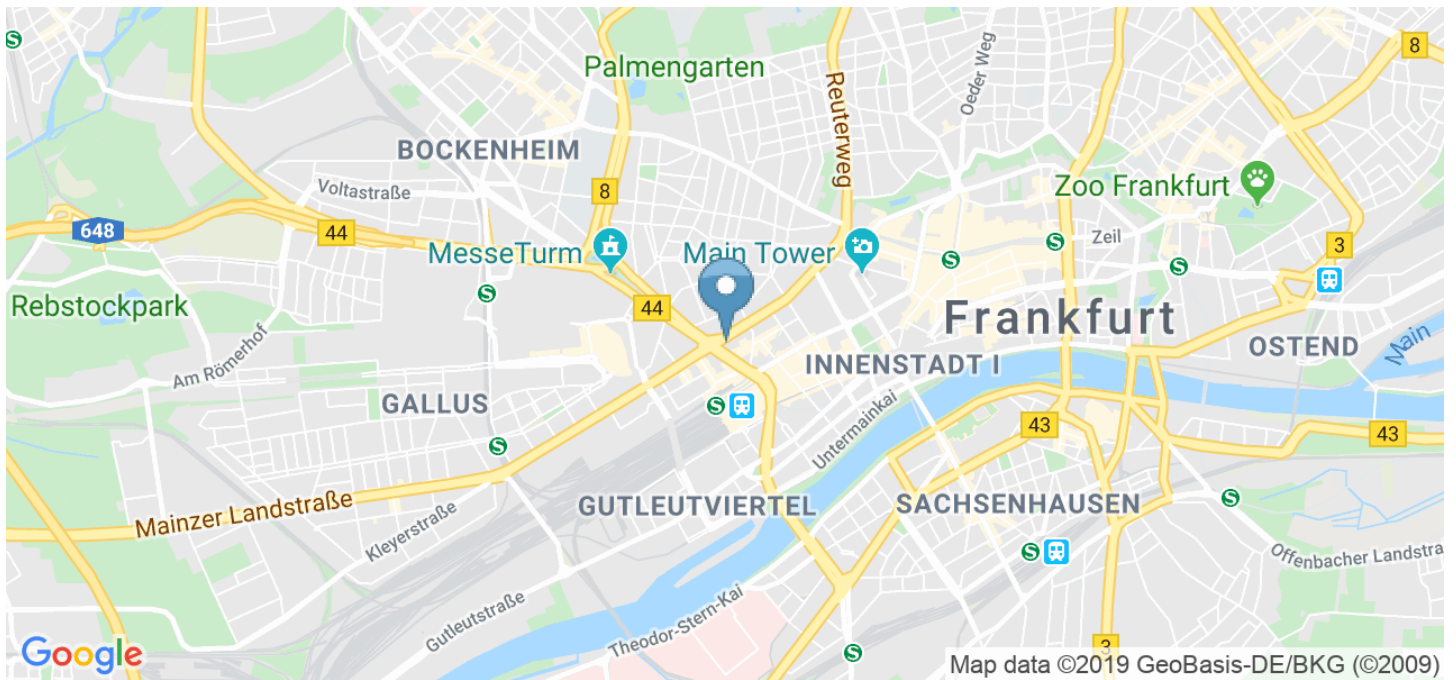 S
8
Palmengarten
Oeder Weg
Reuterweg
BOCKENHEIM
Voltastraße
8
Zoo Frankfurt
648
44
MesseTurm
Main Tower
Zeil
S
S
S
3
Rebstockpark
S
44
Frankfurt
OSTEND
Main
Am Römerhof
INNENSTADT I
GALLUS
S
Untermainkai
43
43
S
Mainzer Landstraße
Kleyerstraße
GUTLEUTVIERTEL
SACHSENHAUSEN
S
S
Offenbacher Landstra
Gutleutstraße
Theodor-Stern-Kai
S
3
Google
Map data ©2019 GeoBasis-DE/BKG (©2009)